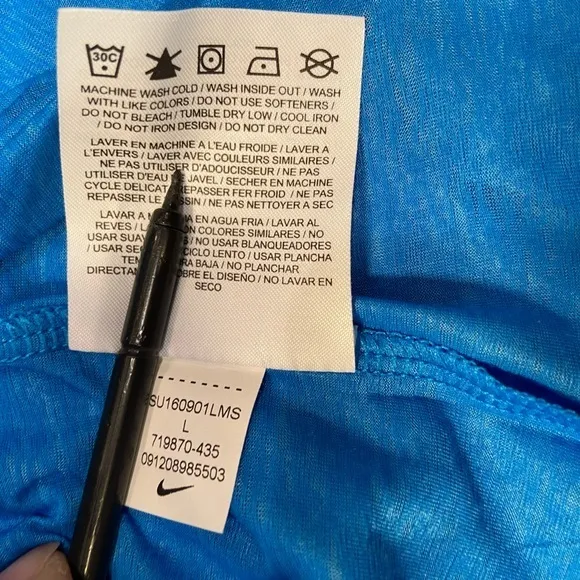 30C
MACHINE WASH COLD / WASH INSIDE OUT / WASH
WITH LIKE COLORS / DO NOT USE SOFTENERS /
DO NOT BLEACH / TUMBLE DRY LOW / COOL IRON
/ DO NOT IRON DESIGN / DO NOT DRY CLEAN
LAVER EN MACHINE A L'EAU FROIDE / LAVER A
L'ENVERS / LAVER AVEC COULEURS SIMILAIRES /
NE PAS UTILISER D'ADOUCISSEUR / NE PAS
UTILISER D'EAU JAVEL / SECHER EN MACHINE
CYCLE DELICAT REPASSER FER FROID / NE PAS
REPASSER LE / NE PAS NETTOYER A SEC
LAVAR A EN AGUA FRIA / LAVAR AL
REVES / COLORES SIMILARES / NO
USAR / NO USAR BLANQUEADORES
/ USAR CICLO LENTO / USAR PLANCHA
BAJA / NO PLANCHAR
SOBRE EL DISEÑO / NO LAVAR EN
SECO
SU160901LMS
L
719870-435
091208985503